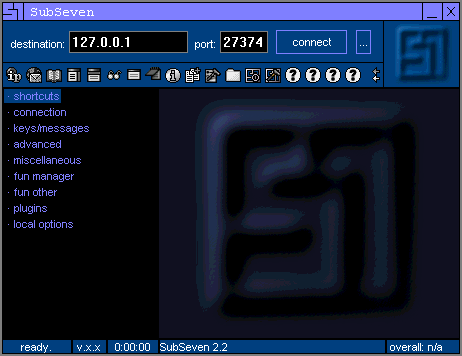 SubSeven
destination: 127.0.0.1 port: 27374 connect ...
ip ? ? ? ?
· shortcuts
· connection
· keys/messages
· advanced
· miscellaneous
· fun manager
· fun other
· plugins
· local options
ready. v.x.x 0:00:00 SubSeven 2.2 overall: n/a